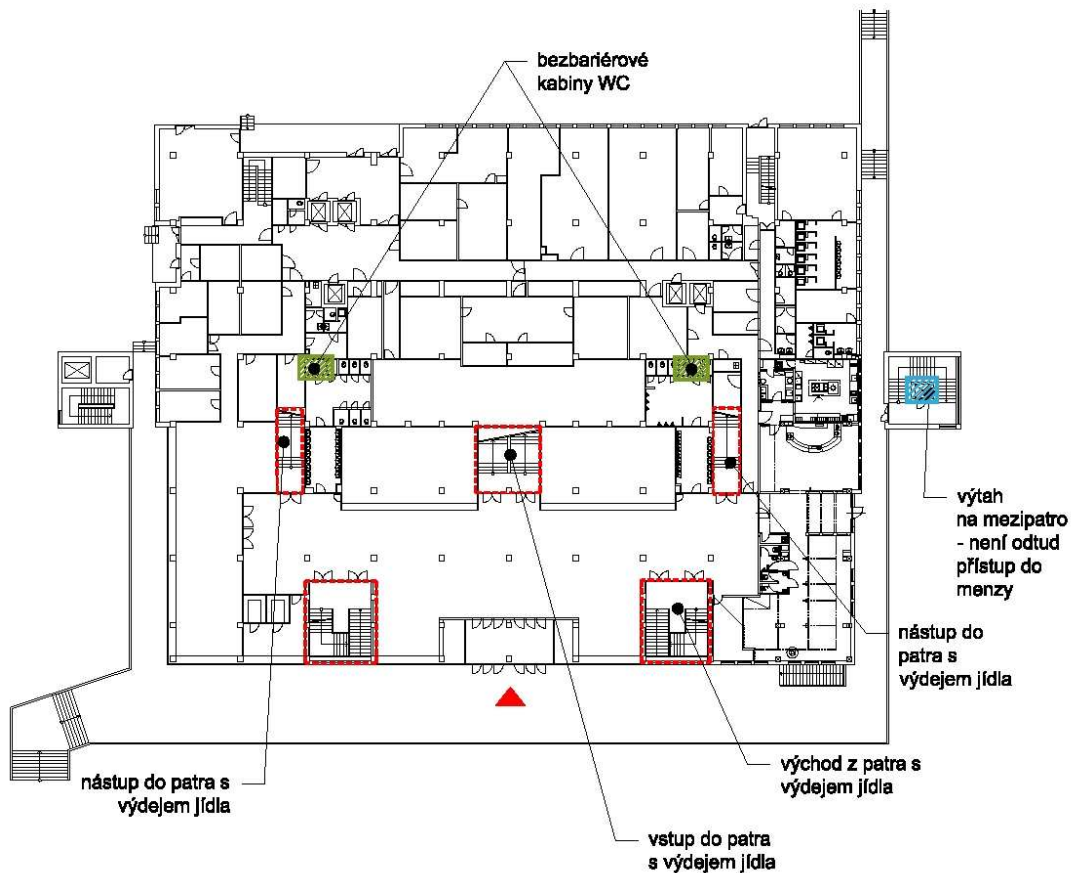 bezbariérové
kabiny WC
výtah
na mezipatro
- není odtud
přístup do
menzy
nástup do
patra s
výdejem jídla
východ z patra s
výdejem jídla
nástup do patra s
výdejem jídla
vstup do patra
s výdejem jídla